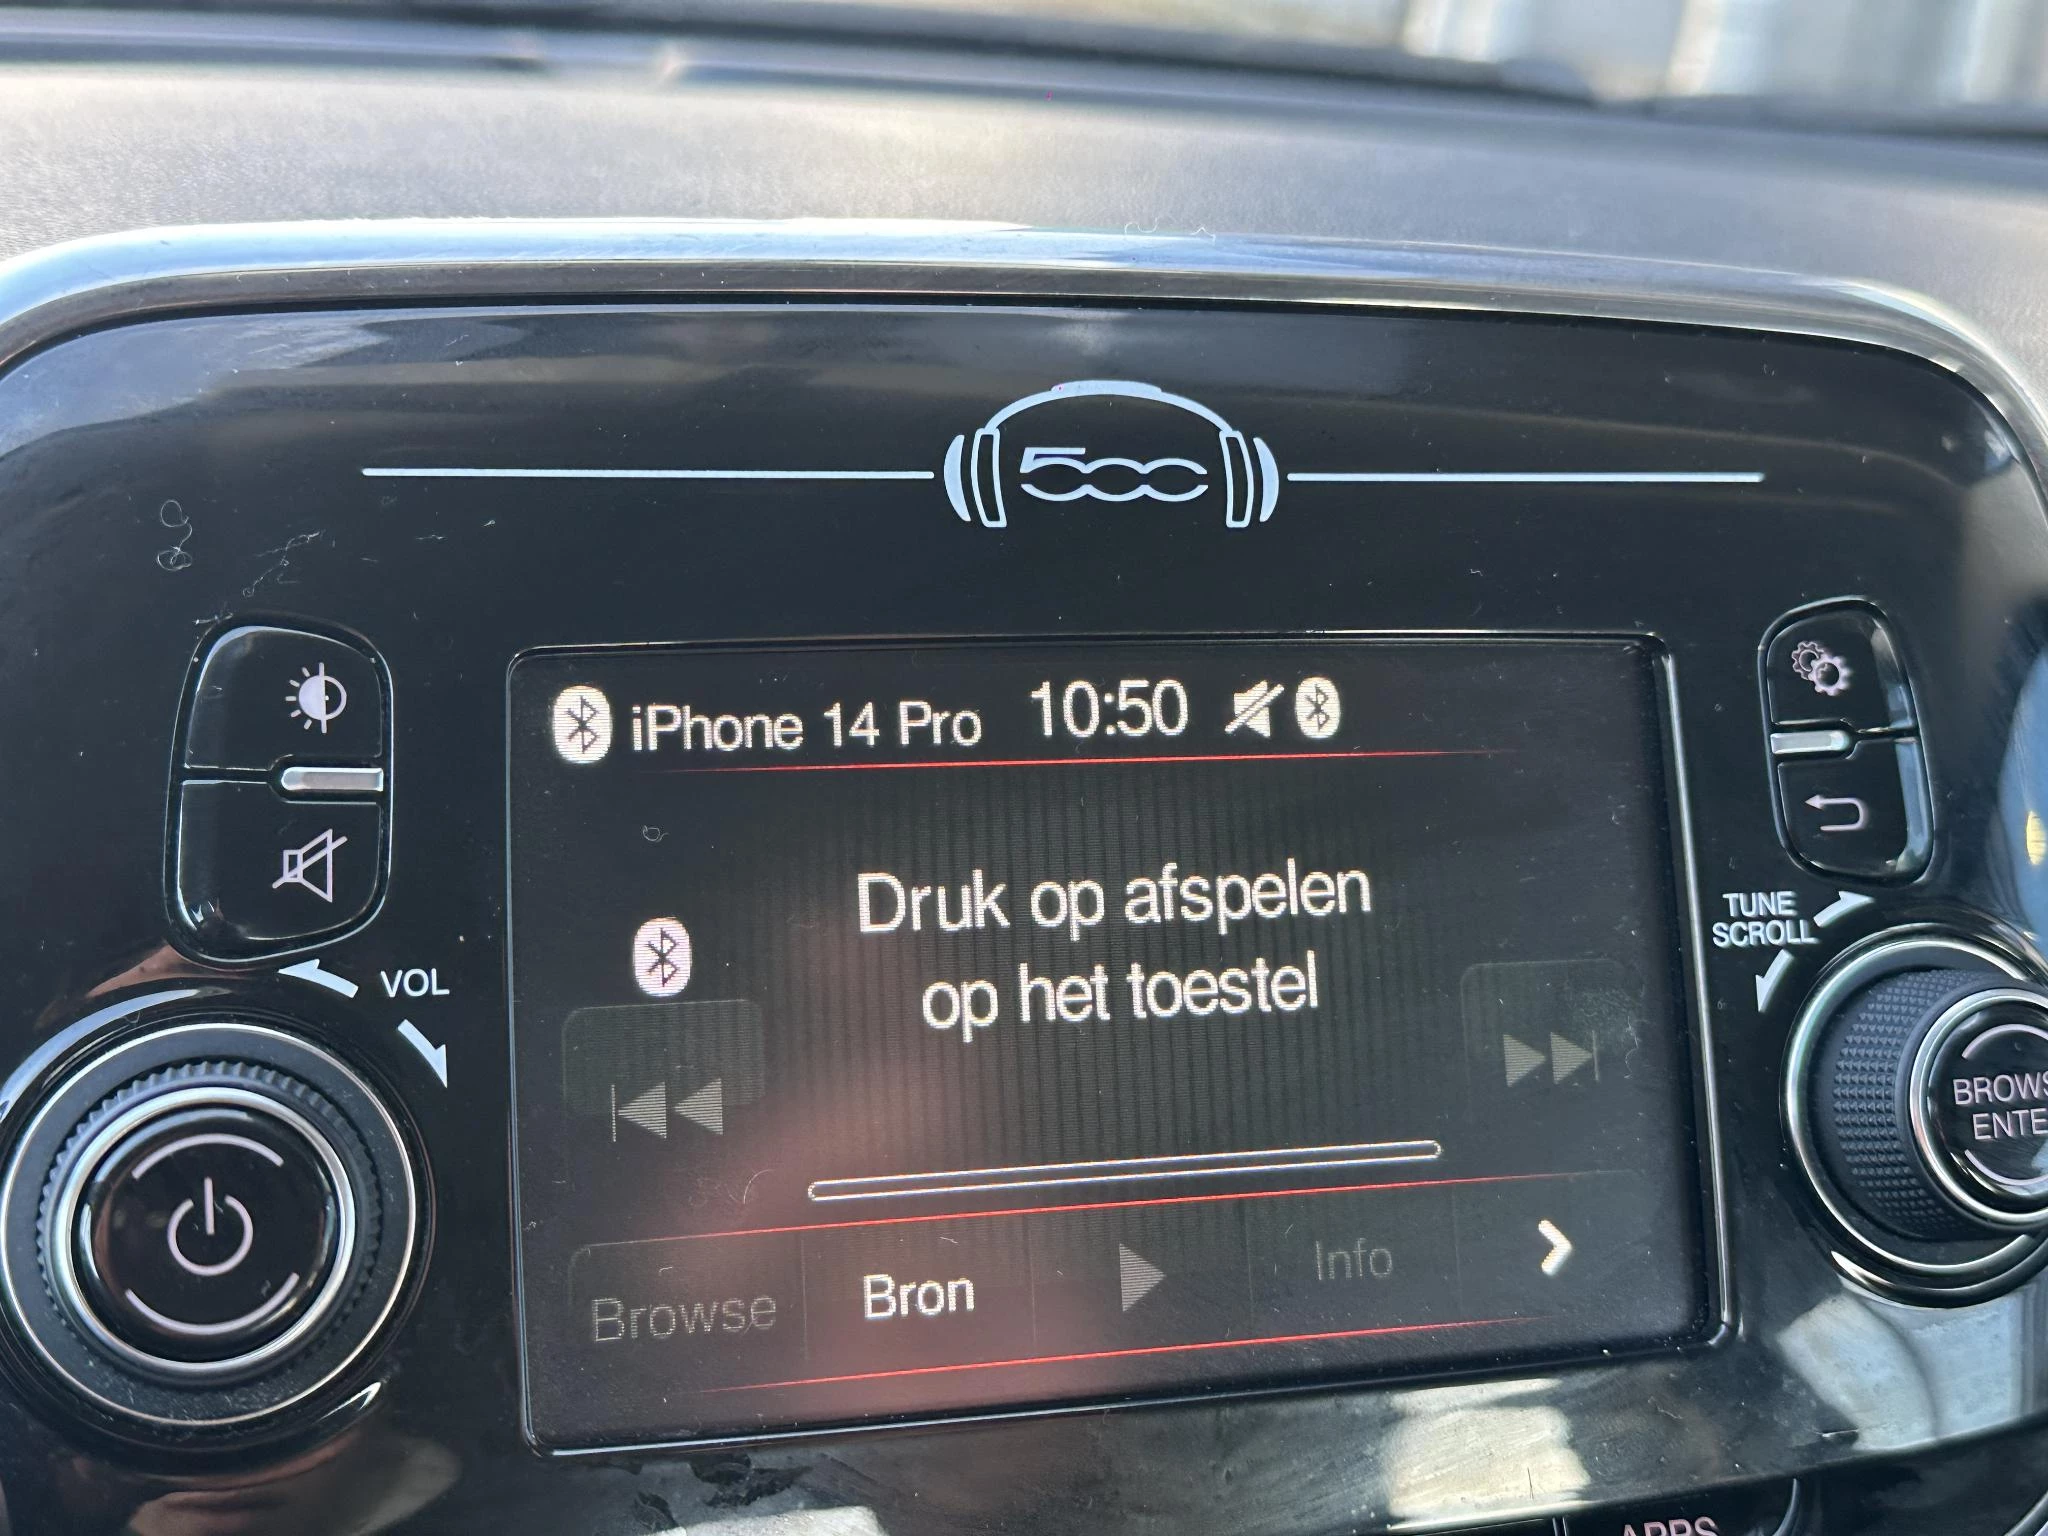 500
iPhone 14 Pro 10:50
VOL
TUNE
SCROLL
Druk op afspelen
op het toestel
Browse Bron Info